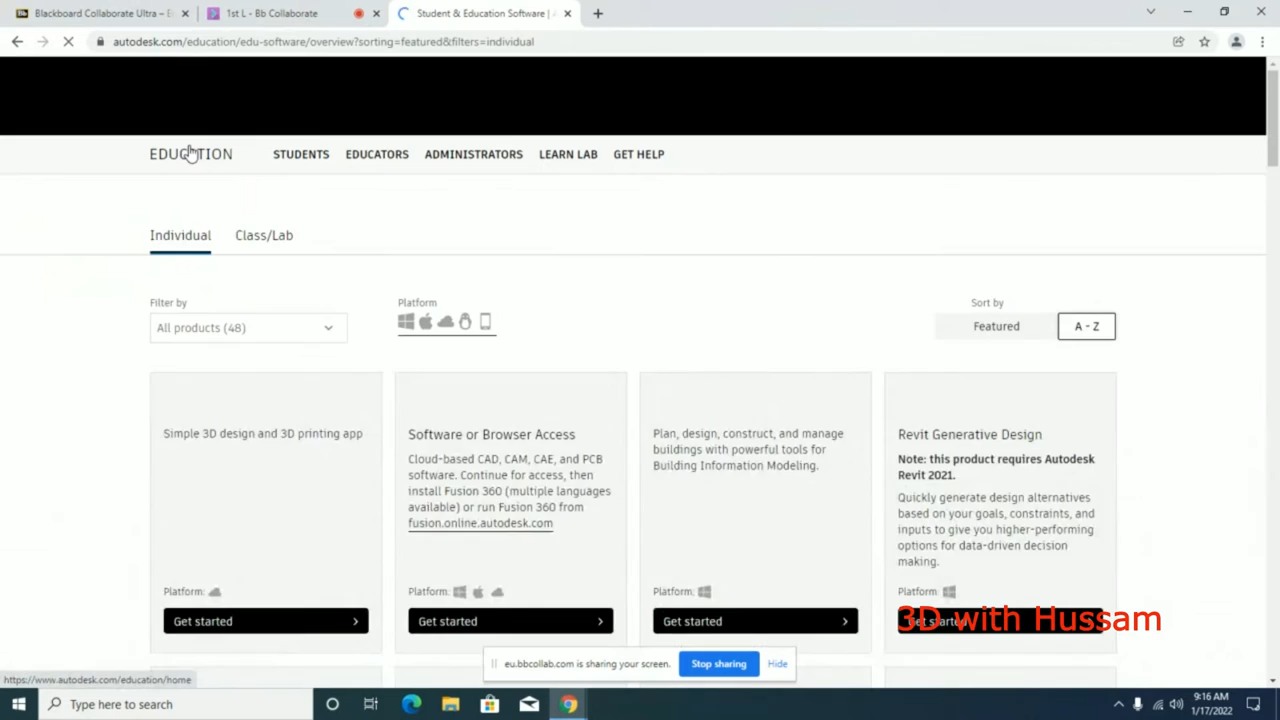 Blackboard Collaborate Ultra – E
1st L - Bb Collaborate
Student & Education Software | A
autodesk.com/education/edu-software/overview?sorting=featured&filters=individual
EDUCATION
STUDENTS
EDUCATORS
ADMINISTRATORS
LEARN LAB
GET HELP
Individual
Class/Lab
Filter by
Platform
Sort by
All products (48)
Featured
A - Z
Simple 3D design and 3D printing app
Platform:
Get started
Software or Browser Access
Cloud-based CAD, CAM, CAE, and PCB
software. Continue for access, then
install Fusion 360 (multiple languages
available) or run Fusion 360 from
fusion.online.autodesk.com
Platform:
Get started
Plan, design, construct, and manage
buildings with powerful tools for
Building Information Modeling.
Platform:
Get started
Revit Generative Design
Note: this product requires Autodesk
Revit 2021.
Quickly generate design alternatives
based on your goals, constraints, and
inputs to give you higher-performing
options for data-driven decision
making.
Platform:
Get started
3D with Hussam
eu.bbcollab.com is sharing your screen.
Stop sharing
Hide
https://www.autodesk.com/education/home
Type here to search
9:16 AM
1/17/2022